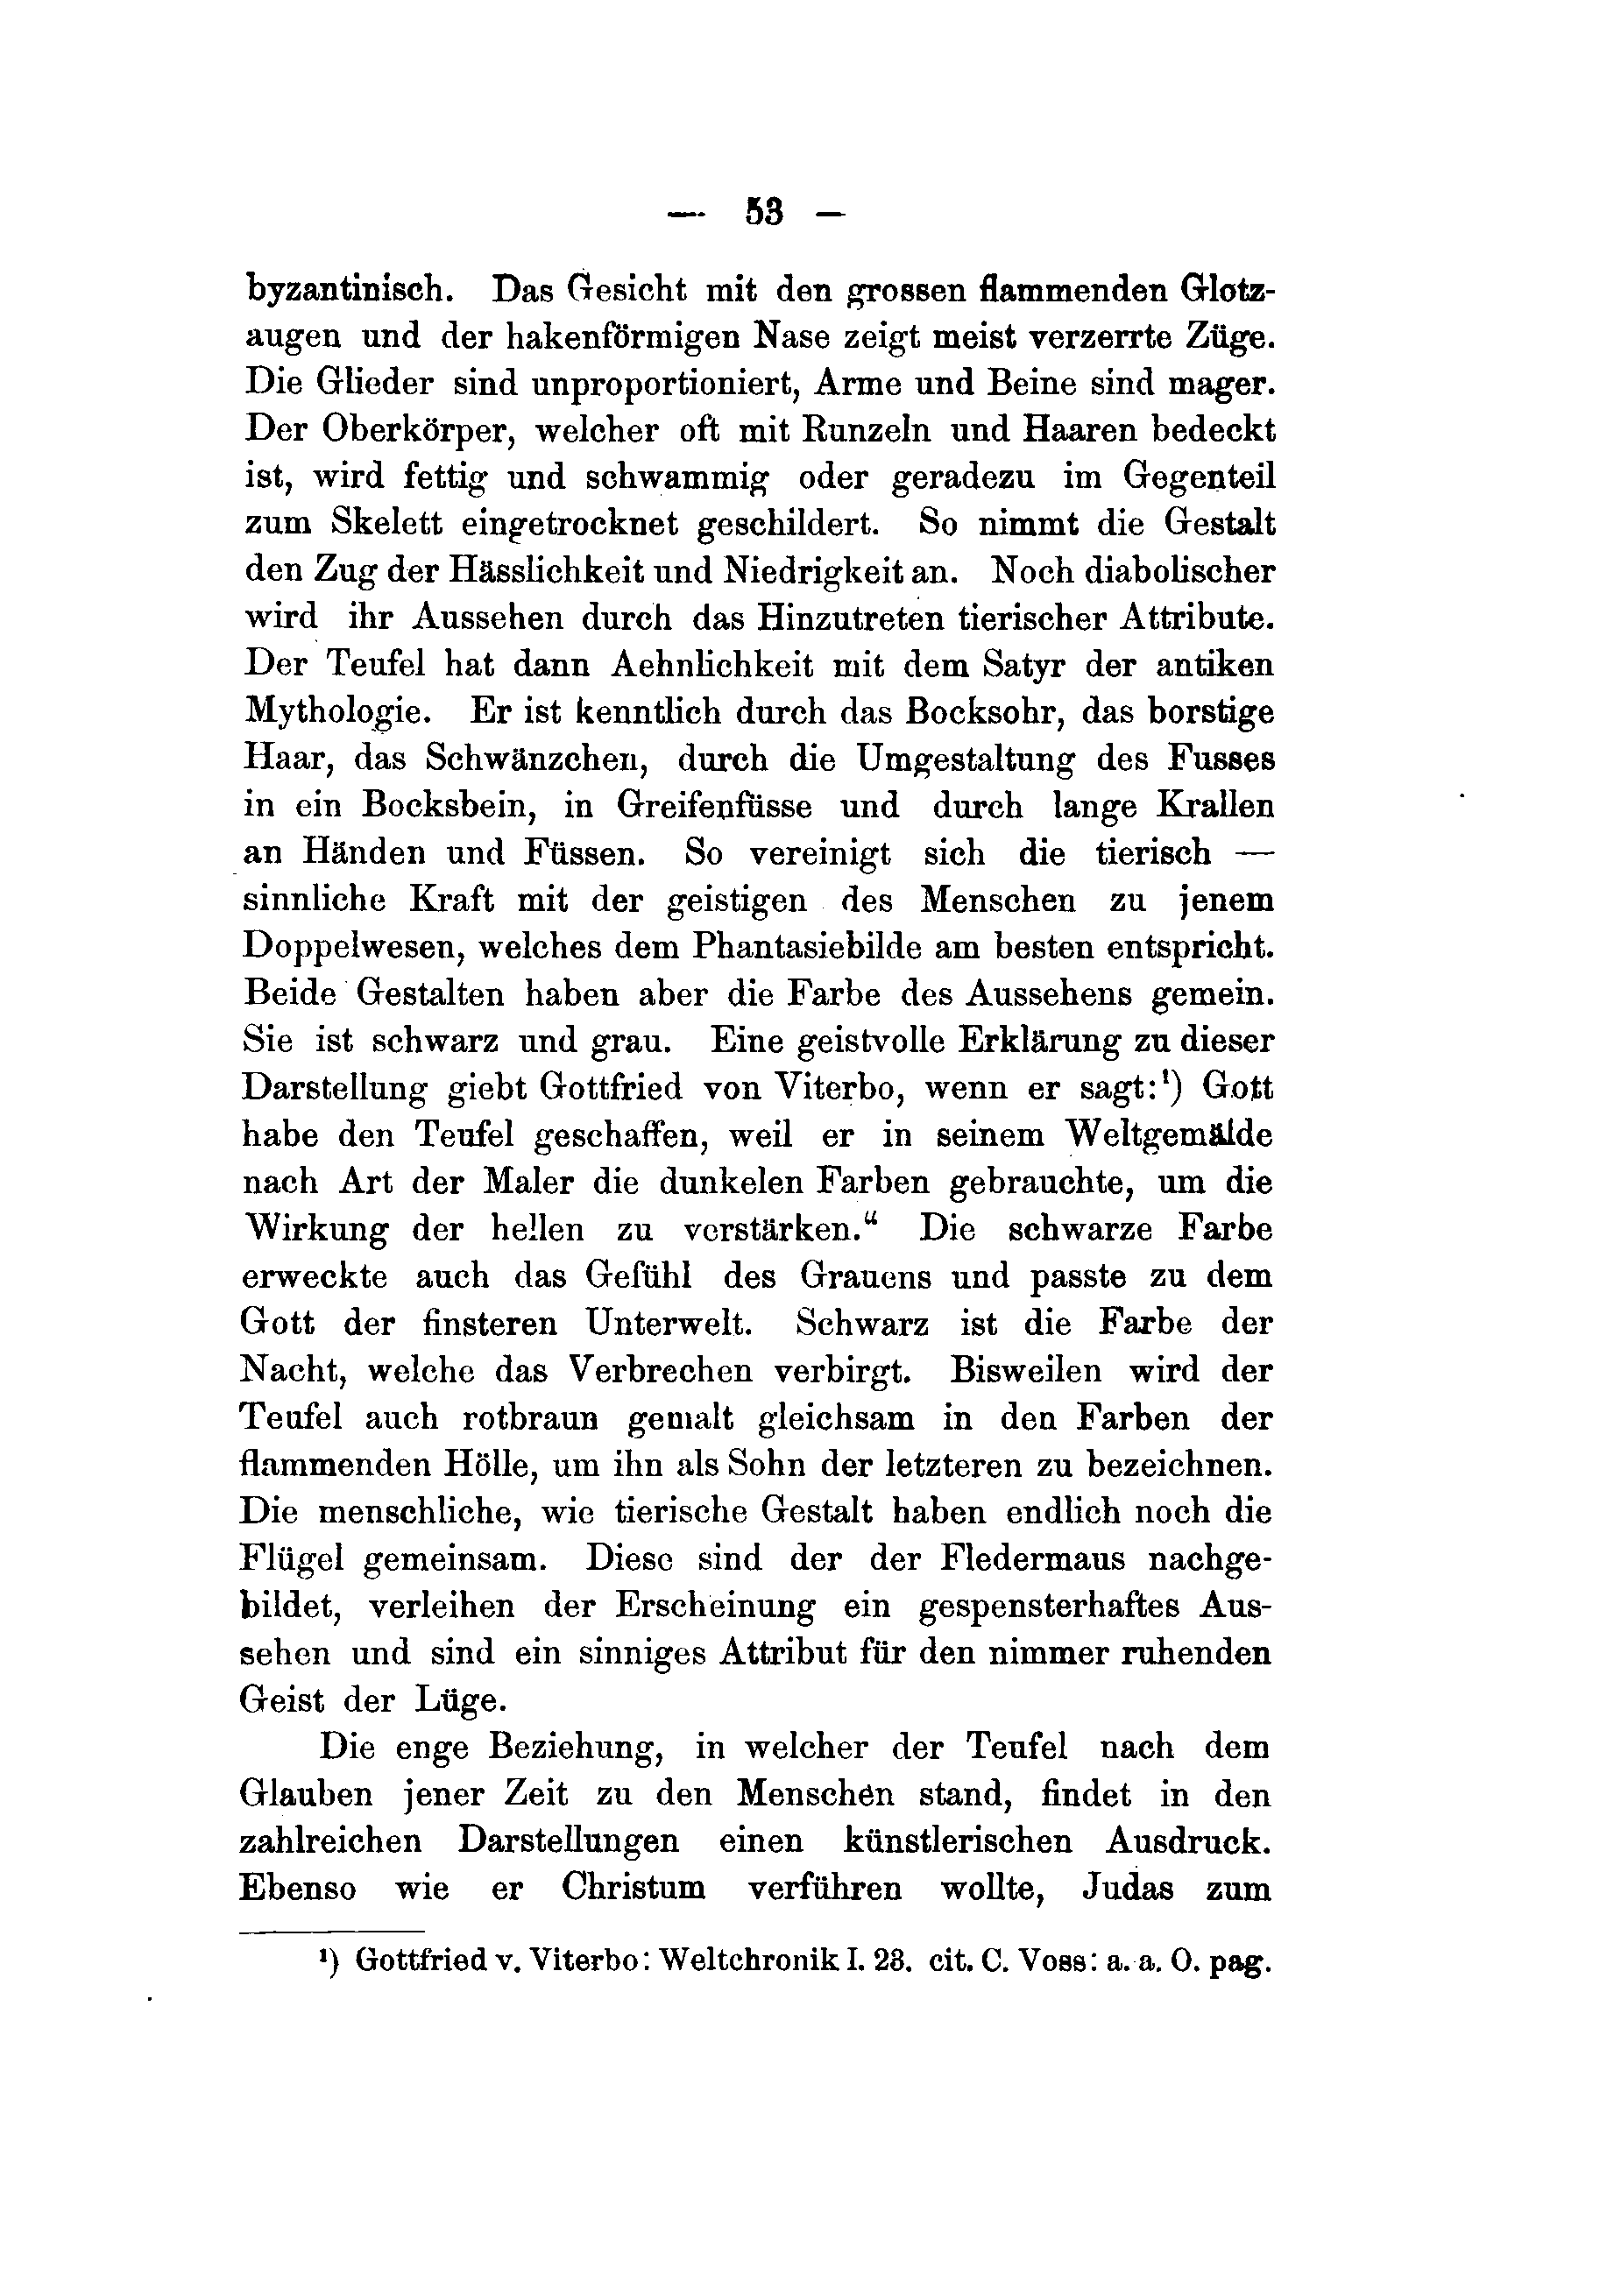 — 53 —
byzantinisch. Das Gesicht mit den grossen flammenden Glotz-
augen und der hakenförmigen Nase zeigt meist verzerrte Züge.
Die Glieder sind unproportioniert, Arme und Beine sind mager.
Der Oberkörper, welcher oft mit Runzeln und Haaren bedeckt
ist, wird fettig und schwammig oder geradezu im Gegenteil
zum Skelett eingetrocknet geschildert. So nimmt die Gestalt
den Zug der Hässlichkeit und Niedrigkeit an. Noch diabolischer
wird ihr Aussehen durch das Hinzutreten tierischer Attribute.
Der Teufel hat dann Aehnlichkeit mit dem Satyr der antiken
Mythologie. Er ist kenntlich durch das Bocksohr, das borstige
Haar, das Schwänzchen, durch die Umgestaltung des Fusses
in ein Bocksbein, in Greifenfüsse und durch lange Krallen
an Händen und Füssen. So vereinigt sich die tierisch —
sinnliche Kraft mit der geistigen des Menschen zu jenem
Doppelwesen, welches dem Phantasiebilde am besten entspricht.
Beide Gestalten haben aber die Farbe des Aussehens gemein.
Sie ist schwarz und grau. Eine geistvolle Erklärung zu dieser
Darstellung giebt Gottfried von Viterbo, wenn er sagt:¹) Gott
habe den Teufel geschaffen, weil er in seinem Weltgemälde
nach Art der Maler die dunkelen Farben gebrauchte, um die
Wirkung der hellen zu verstärken.“ Die schwarze Farbe
erweckte auch das Gefühl des Grauens und passte zu dem
Gott der finsteren Unterwelt. Schwarz ist die Farbe der
Nacht, welche das Verbrechen verbirgt. Bisweilen wird der
Teufel auch rotbraun gemalt gleichsam in den Farben der
flammenden Hölle, um ihn als Sohn der letzteren zu bezeichnen.
Die menschliche, wie tierische Gestalt haben endlich noch die
Flügel gemeinsam. Diese sind der der Fledermaus nachge-
bildet, verleihen der Erscheinung ein gespensterhaftes Aus-
sehen und sind ein sinniges Attribut für den nimmer ruhenden
Geist der Lüge.
Die enge Beziehung, in welcher der Teufel nach dem
Glauben jener Zeit zu den Menschen stand, findet in den
zahlreichen Darstellungen einen künstlerischen Ausdruck.
Ebenso wie er Christum verführen wollte, Judas zum
¹) Gottfried v. Viterbo: Weltchronik I. 23. cit. C. Voss: a. a. O. pag.